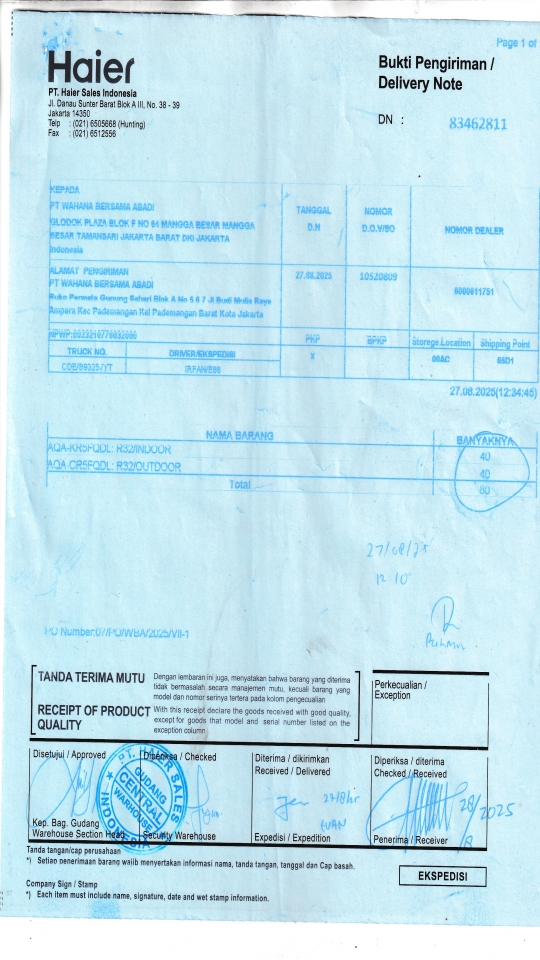 Page 1 of
Haier
Bukti Pengiriman /
Delivery Note
PT. Haier Sales Indonesia
Jl. Danau Sunter Barat Blok A III, No. 38 - 39
Jakarta 14350
Telp : (021) 6505668 (Hunting)
Fax : (021) 6512556
DN : 83462811
KEPADA
PT WAHANA BERSAMA ABADI
GLODOK PLAZA BLOK F NO 64 MANGGA BESAR MANGGA
BESAR TAMANSARI JAKARTA BARAT DKI JAKARTA
Indonesia
TANGGAL
D.N
NOMOR
D.O.V/SO
NOMOR DEALER
ALAMAT PENGIRIMAN
PT WAHANA BERSAMA ABADI
Ruko Permata Gunung Sahari Blok A No 5 6 7 Jl Budi Mulia Raya
Ampera Kec Pademangan Kel Pademangan Barat Kota Jakarta
27.08.2025
10520809
6000611751
PKP
BPKP
Storege Location
Shipping Point
TRUCK NO.
DRIVER/EKSPEDISI
X
00AC
65D1
IRFAN/E68
27.08.2025(12:34:45)
NAMA BARANG
BANYAKNYA
AQA-KR5FQDL: R32/INDOOR
40
AQA-CR5FQDL: R32/OUTDOOR
40
Total
80
27/08/25
12 10
PO Number:07/PO/WBA/2025/VII-1
TANDA TERIMA MUTU
Dengan lembaran ini juga, menyatakan bahwa barang yang diterima
tidak bermasalah secara manajemen mutu, kecuali barang yang
model dan nomor serinya tertera pada kolom pengecualian
RECEIPT OF PRODUCT
QUALITY
With this receipt declare the goods received with good quality,
except for goods that model and serial number listed on the
exception column
Perkecualian /
Exception
Disetujui / Approved
Diperiksa / Checked
Diterima / dikirimkan
Received / Delivered
Diperiksa / diterima
Checked / Received
PT. HAIER SALES
INDONESIA
GUDANG
CENTRAL
WAREHOUSE
28/8 2025
Kep. Bag. Gudang
Warehouse Section Head
Security Warehouse
Expedisi / Expedition
Penerima / Receiver
Tanda tangan/cap perusahaan
*) Setiap penerimaan barang wajib menyertakan informasi nama, tanda tangan, tanggal dan Cap basah.
Company Sign / Stamp
*) Each item must include name, signature, date and wet stamp information.
EKSPEDISI